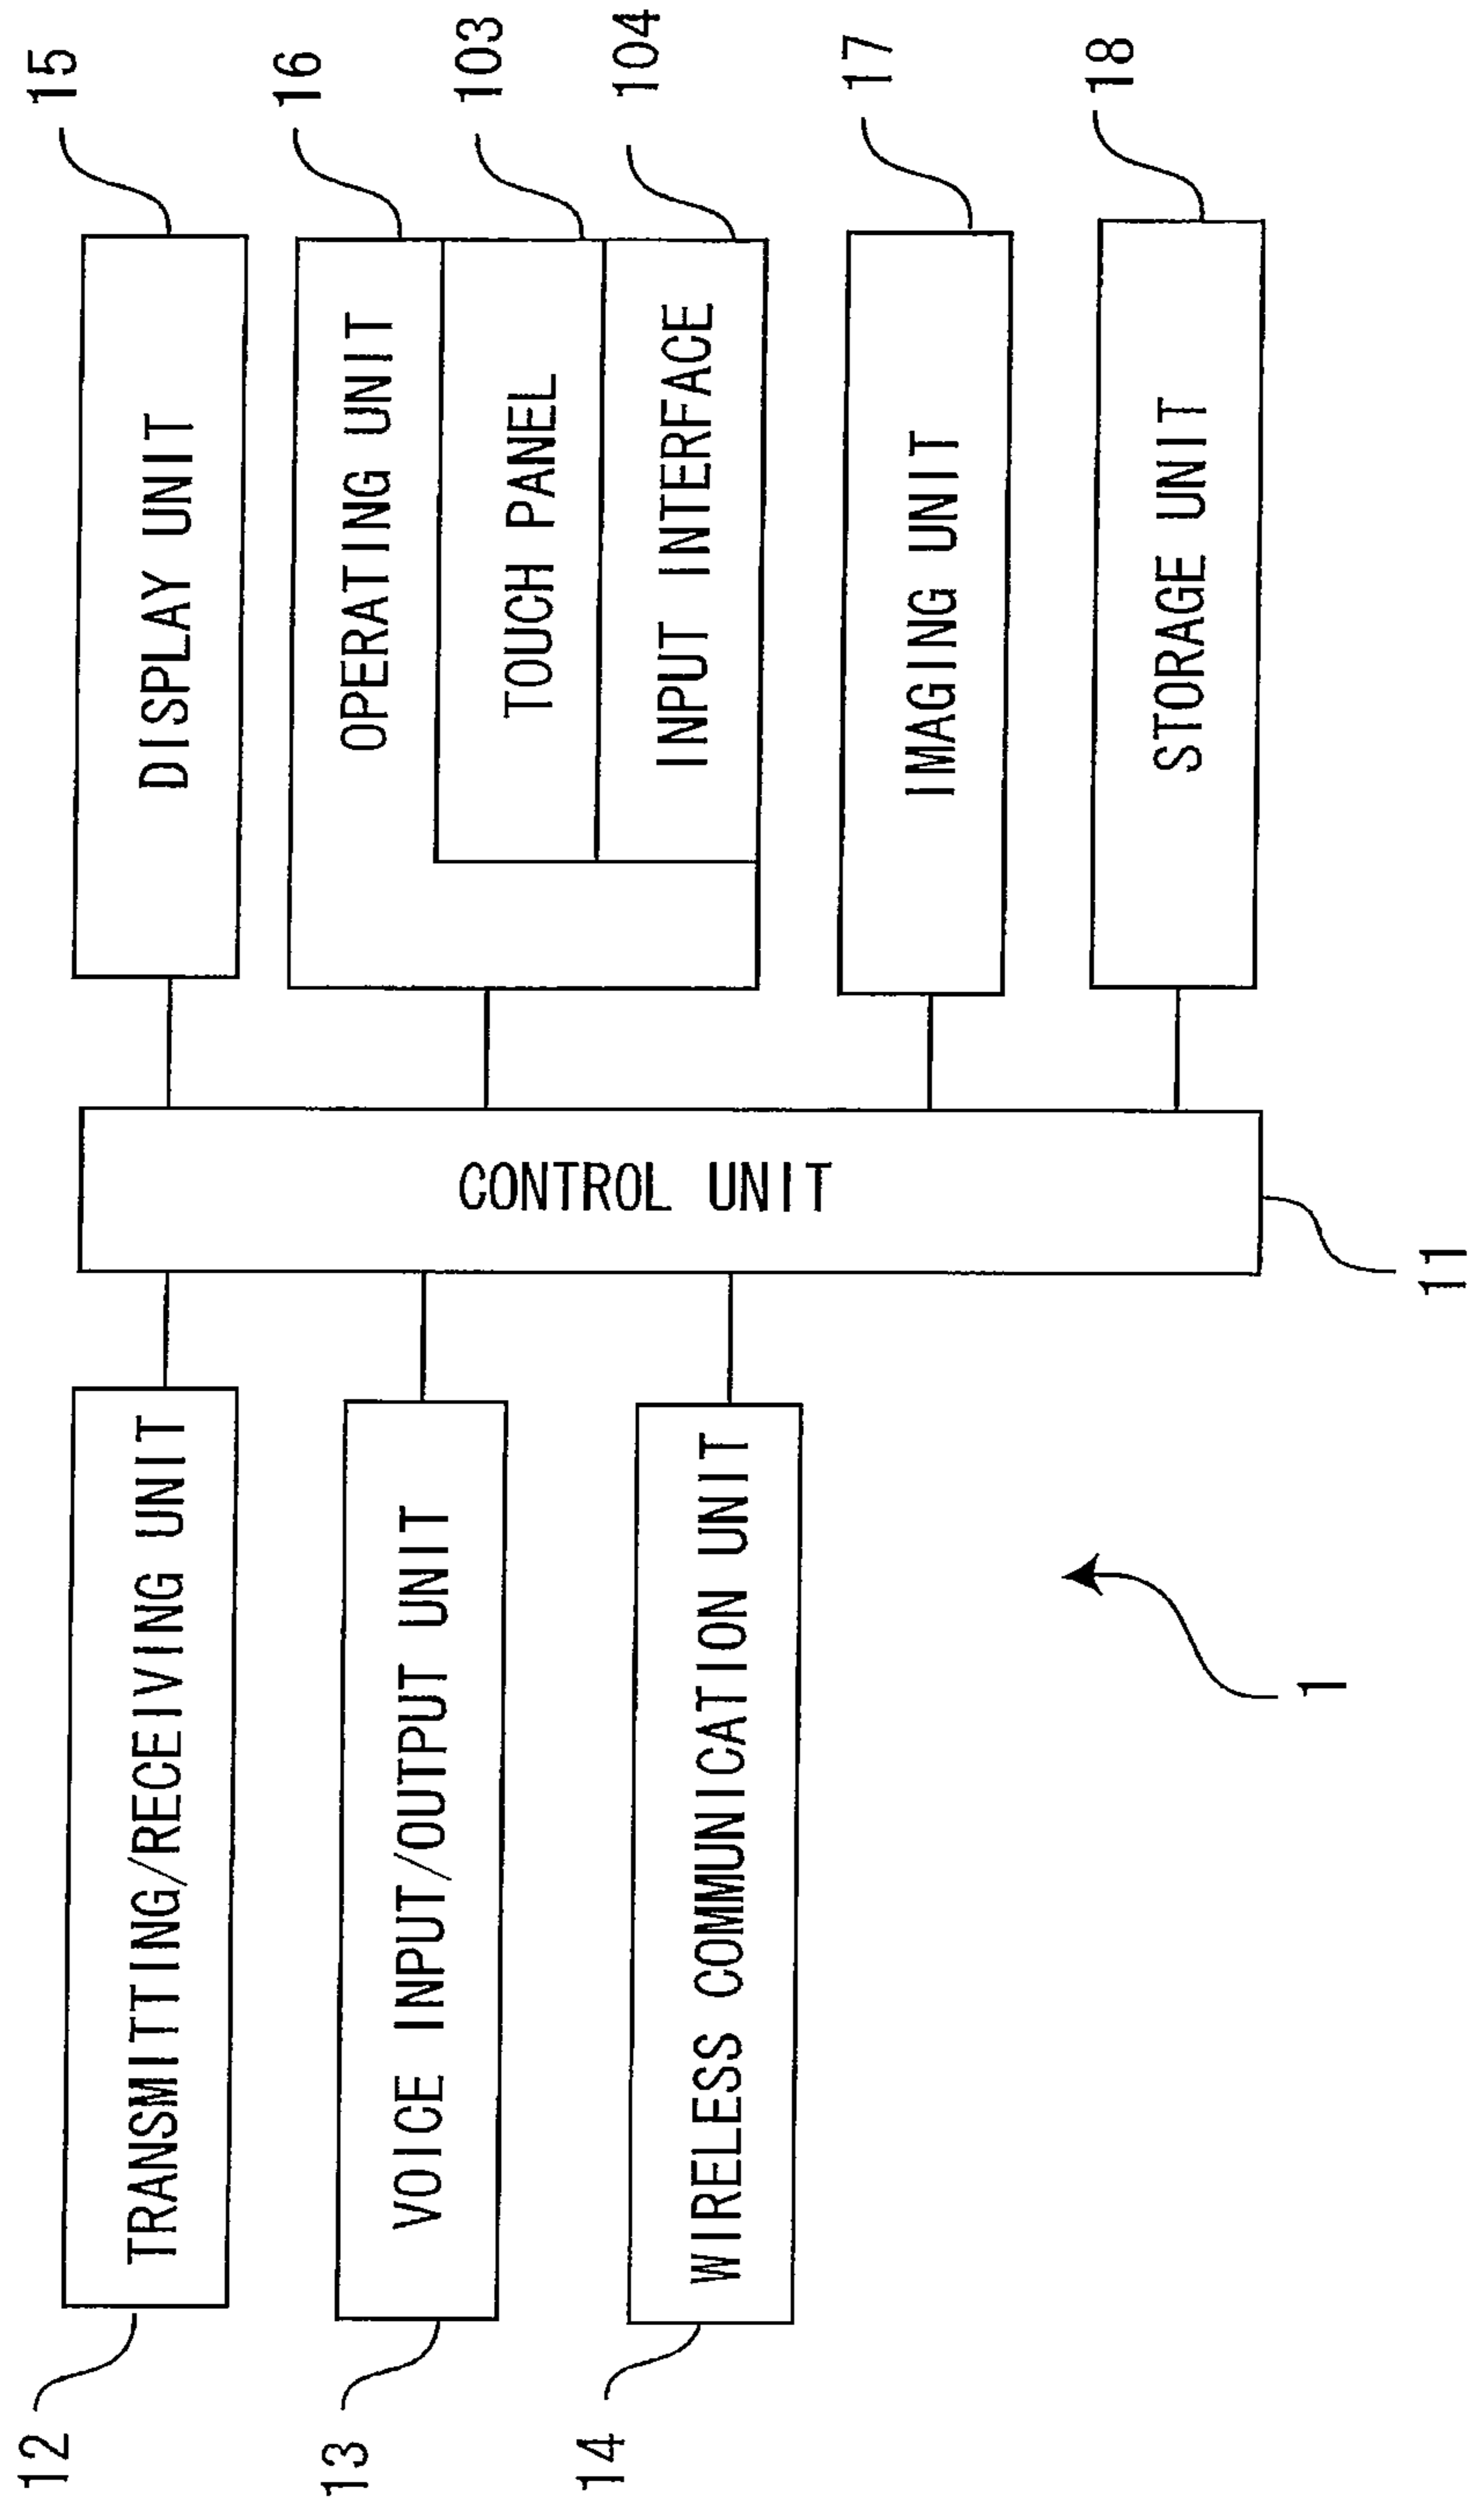 12
TRANSMITTING/RECEIVING UNIT
13
VOICE INPUT/OUTPUT UNIT
14
WIRELESS COMMUNICATION UNIT
CONTROL UNIT
11
DISPLAY UNIT
15
OPERATING UNIT
16
TOUCH PANEL
103
INPUT INTERFACE
104
IMAGING UNIT
17
STORAGE UNIT
18
1